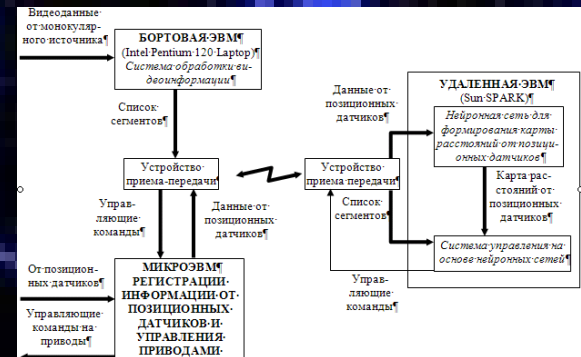 Видеоданные
от монокуляр-
ного источника¶
БОРТОВАЯ ЭВМ¶
(Intel Pentium 120 Laptop)¶
Система обработки ви-
деоинформации¶
Список
сегментов¶
Устройство
приема-передачи¶
Управ-
ляющие
команды¶
Данные от
позиционных
датчиков¶
От позицион-
ных датчиков¶
Управляющие
команды на
приводы¶
МИКРОЭВМ¶
РЕГИСТРАЦИИ
ИНФОРМАЦИИ ОТ
ПОЗИЦИОННЫХ
ДАТЧИКОВ И
УПРАВЛЕНИЯ
ПРИВОДАМИ
Данные от
позиционных
датчиков¶
Устройство
приема-передачи¶
Список
сегментов¶
Управ-
ляющие
команды¶
УДАЛЕННАЯ ЭВМ¶
(Sun SPARK)¶
Нейронная сеть для
формирования карты
расстояний от позици-
онных датчиков¶
Карта рас-
стояний от
позиционных
датчиков¶
Система управления на
основе нейронных сетей¶